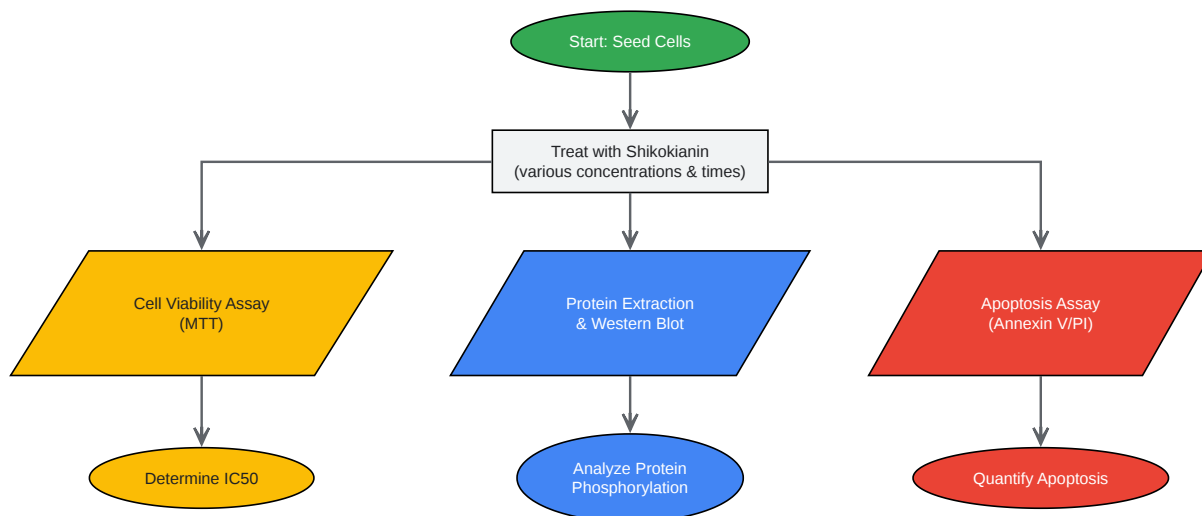 Start: Seed Cells
Treat with Shikokianin
(various concentrations & times)
Cell Viability Assay
(MTT)
Protein Extraction
& Western Blot
Apoptosis Assay
(Annexin V/PI)
Determine IC50
Analyze Protein
Phosphorylation
Quantify Apoptosis